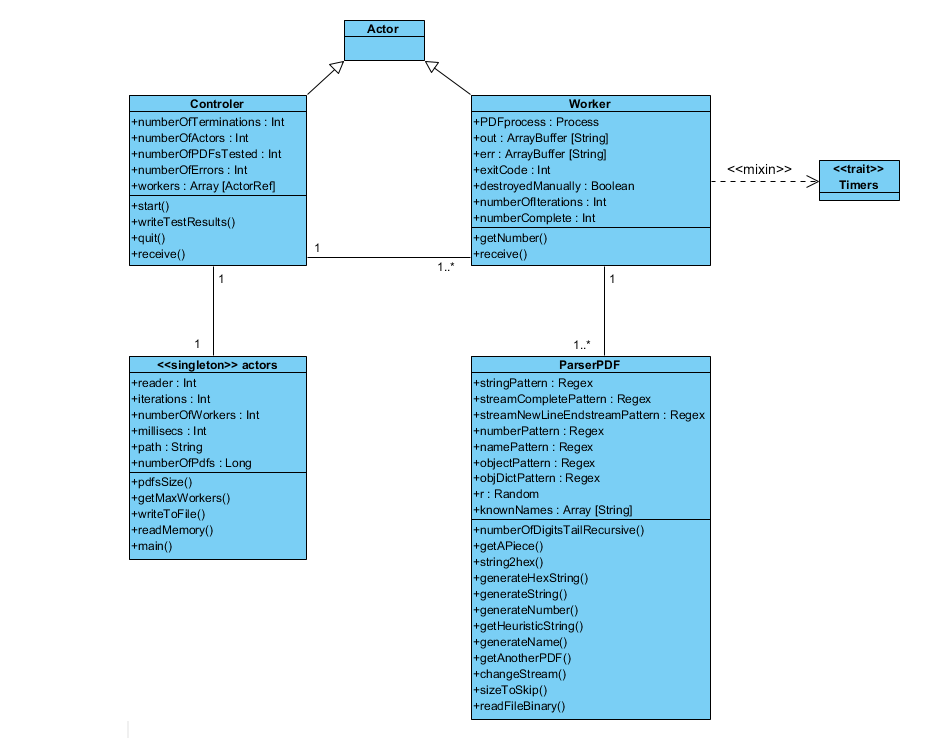 Actor
Controler
+numberOfTerminations : Int
+numberOfActors : Int
+numberOfPDFsTested : Int
+numberOfErrors : Int
+workers : Array [ActorRef]
+start()
+writeTestResults()
+quit()
+receive()
Worker
+PDFprocess : Process
+out : ArrayBuffer [String]
+err : ArrayBuffer [String]
+exitCode : Int
+destroyedManually : Boolean
+numberOfIterations : Int
+numberComplete : Int
+getNumber()
+receive()
<<mixin>>
<<trait>>
Timers
1
1..*
1
1
<<singleton>> actors
+reader : Int
+iterations : Int
+numberOfWorkers : Int
+millisecs : Int
+path : String
+numberOfPdfs : Long
+pdfsSize()
+getMaxWorkers()
+writeToFile()
+readMemory()
+main()
1
1..*
ParserPDF
+stringPattern : Regex
+streamCompletePattern : Regex
+streamNewLineEndstreamPattern : Regex
+numberPattern : Regex
+namePattern : Regex
+objectPattern : Regex
+objDictPattern : Regex
+r : Random
+knownNames : Array [String]
+numberOfDigitsTailRecursive()
+getAPiece()
+string2hex()
+generateHexString()
+generateString()
+generateNumber()
+getHeuristicString()
+generateName()
+getAnotherPDF()
+changeStream()
+sizeToSkip()
+readFileBinary()